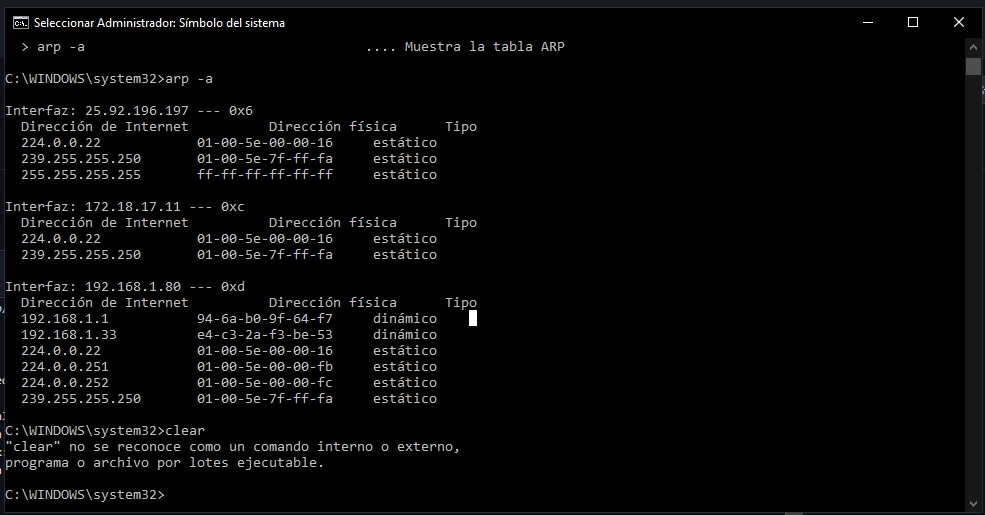 Seleccionar Administrador: Símbolo del sistema
> arp -a .... Muestra la tabla ARP
C:\WINDOWS\system32>arp -a
Interfaz: 25.92.196.197 --- 0x6
Dirección de Internet Dirección física Tipo
224.0.0.22 01-00-5e-00-00-16 estático
239.255.255.250 01-00-5e-7f-ff-fa estático
255.255.255.255 ff-ff-ff-ff-ff-ff estático
Interfaz: 172.18.17.11 --- 0xc
Dirección de Internet Dirección física Tipo
224.0.0.22 01-00-5e-00-00-16 estático
239.255.255.250 01-00-5e-7f-ff-fa estático
Interfaz: 192.168.1.80 --- 0xd
Dirección de Internet Dirección física Tipo
192.168.1.1 94-6a-b0-9f-64-f7 dinámico
192.168.1.33 e4-c3-2a-f3-be-53 dinámico
224.0.0.22 01-00-5e-00-00-16 estático
224.0.0.251 01-00-5e-00-00-fb estático
224.0.0.252 01-00-5e-00-00-fc estático
239.255.255.250 01-00-5e-7f-ff-fa estático
C:\WINDOWS\system32>clear
"clear" no se reconoce como un comando interno o externo,
programa o archivo por lotes ejecutable.
C:\WINDOWS\system32>